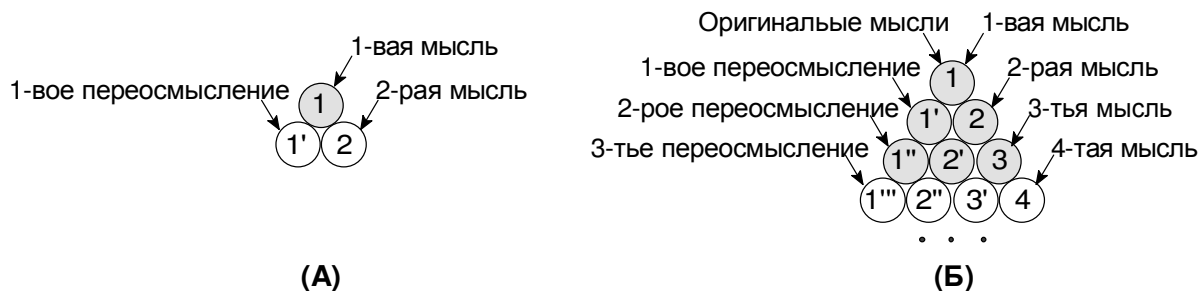 Оригинальые мысли 1-вая мысль
1-вая мысль
1-вое переосмысление 1 2-рая мысль
1-вое переосмысление 1 2-рая мысль
2-рое переосмысление 1' 2 3-тья мысль
1' 2
3-тье переосмысление 1'' 2' 3 4-тая мысль
1''' 2'' 3' 4
. . .
(А) (Б)